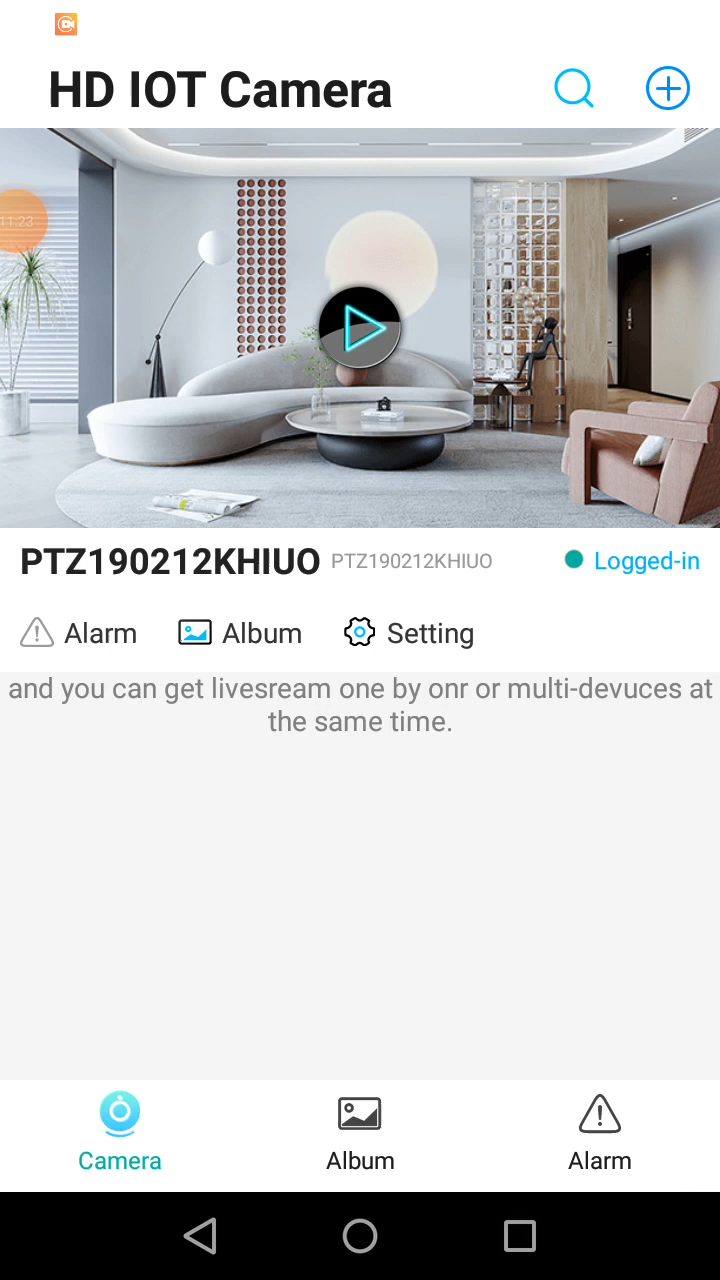 HD IOT Camera
11:23
PTZ190212KHIUO PTZ190212KHIUO Logged-in
Alarm Album Setting
and you can get livesream one by onr or multi-devuces at
the same time.
Camera Album Alarm